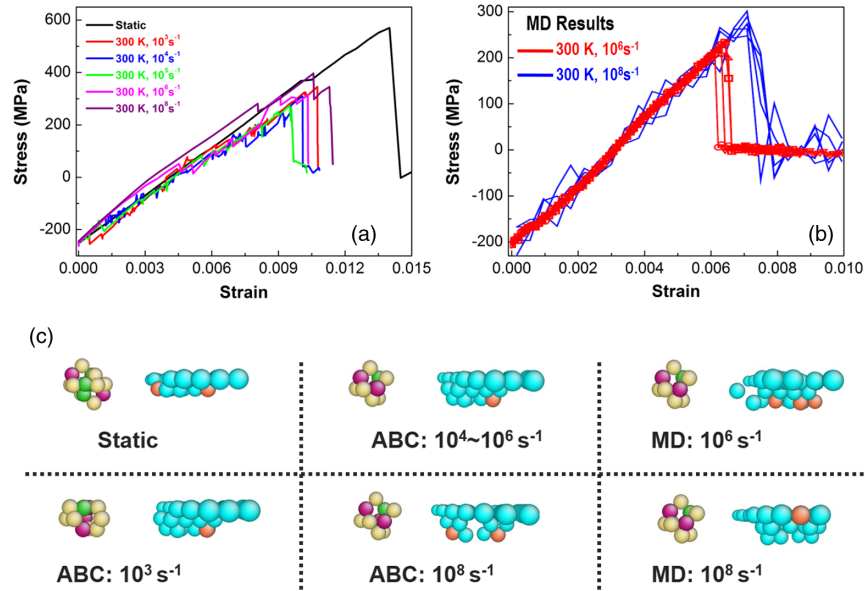 600
400
200
0
-200
Stress (MPa)
Static
300 K, 10³s⁻¹
300 K, 10⁴s⁻¹
300 K, 10⁵s⁻¹
300 K, 10⁶s⁻¹
300 K, 10⁸s⁻¹
(a)
0.000 0.003 0.006 0.009 0.012 0.015
Strain
300
200
100
0
-100
-200
Stress (MPa)
MD Results
300 K, 10⁶s⁻¹
300 K, 10⁸s⁻¹
(b)
0.000 0.002 0.004 0.006 0.008 0.010
Strain
(c)
Static
ABC: 10⁴~10⁶ s⁻¹
MD: 10⁶ s⁻¹
ABC: 10³ s⁻¹
ABC: 10⁸ s⁻¹
MD: 10⁸ s⁻¹